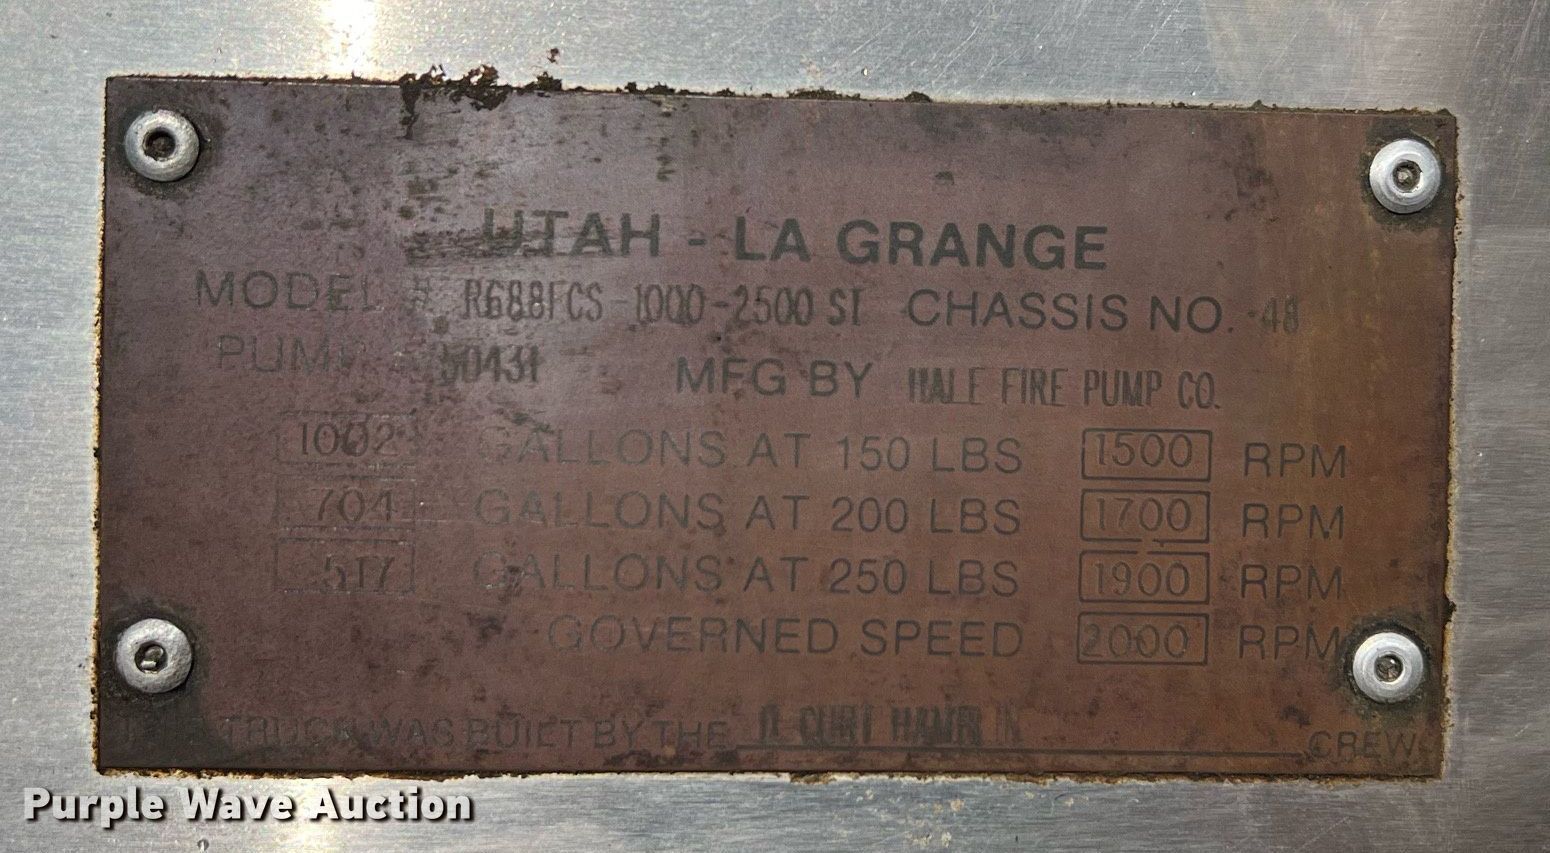 UTAH - LA GRANGE
MODEL # R688FCS-1000-2500 ST CHASSIS NO. 48
PUMP 50431 MFG BY HALE FIRE PUMP CO.
1002 GALLONS AT 150 LBS 1500 RPM
704 GALLONS AT 200 LBS 1700 RPM
517 GALLONS AT 250 LBS 1900 RPM
GOVERNED SPEED 2000 RPM
TRUCK WAS BUILT BY THE D. CURT HAMBLIN CREW
Purple Wave Auction